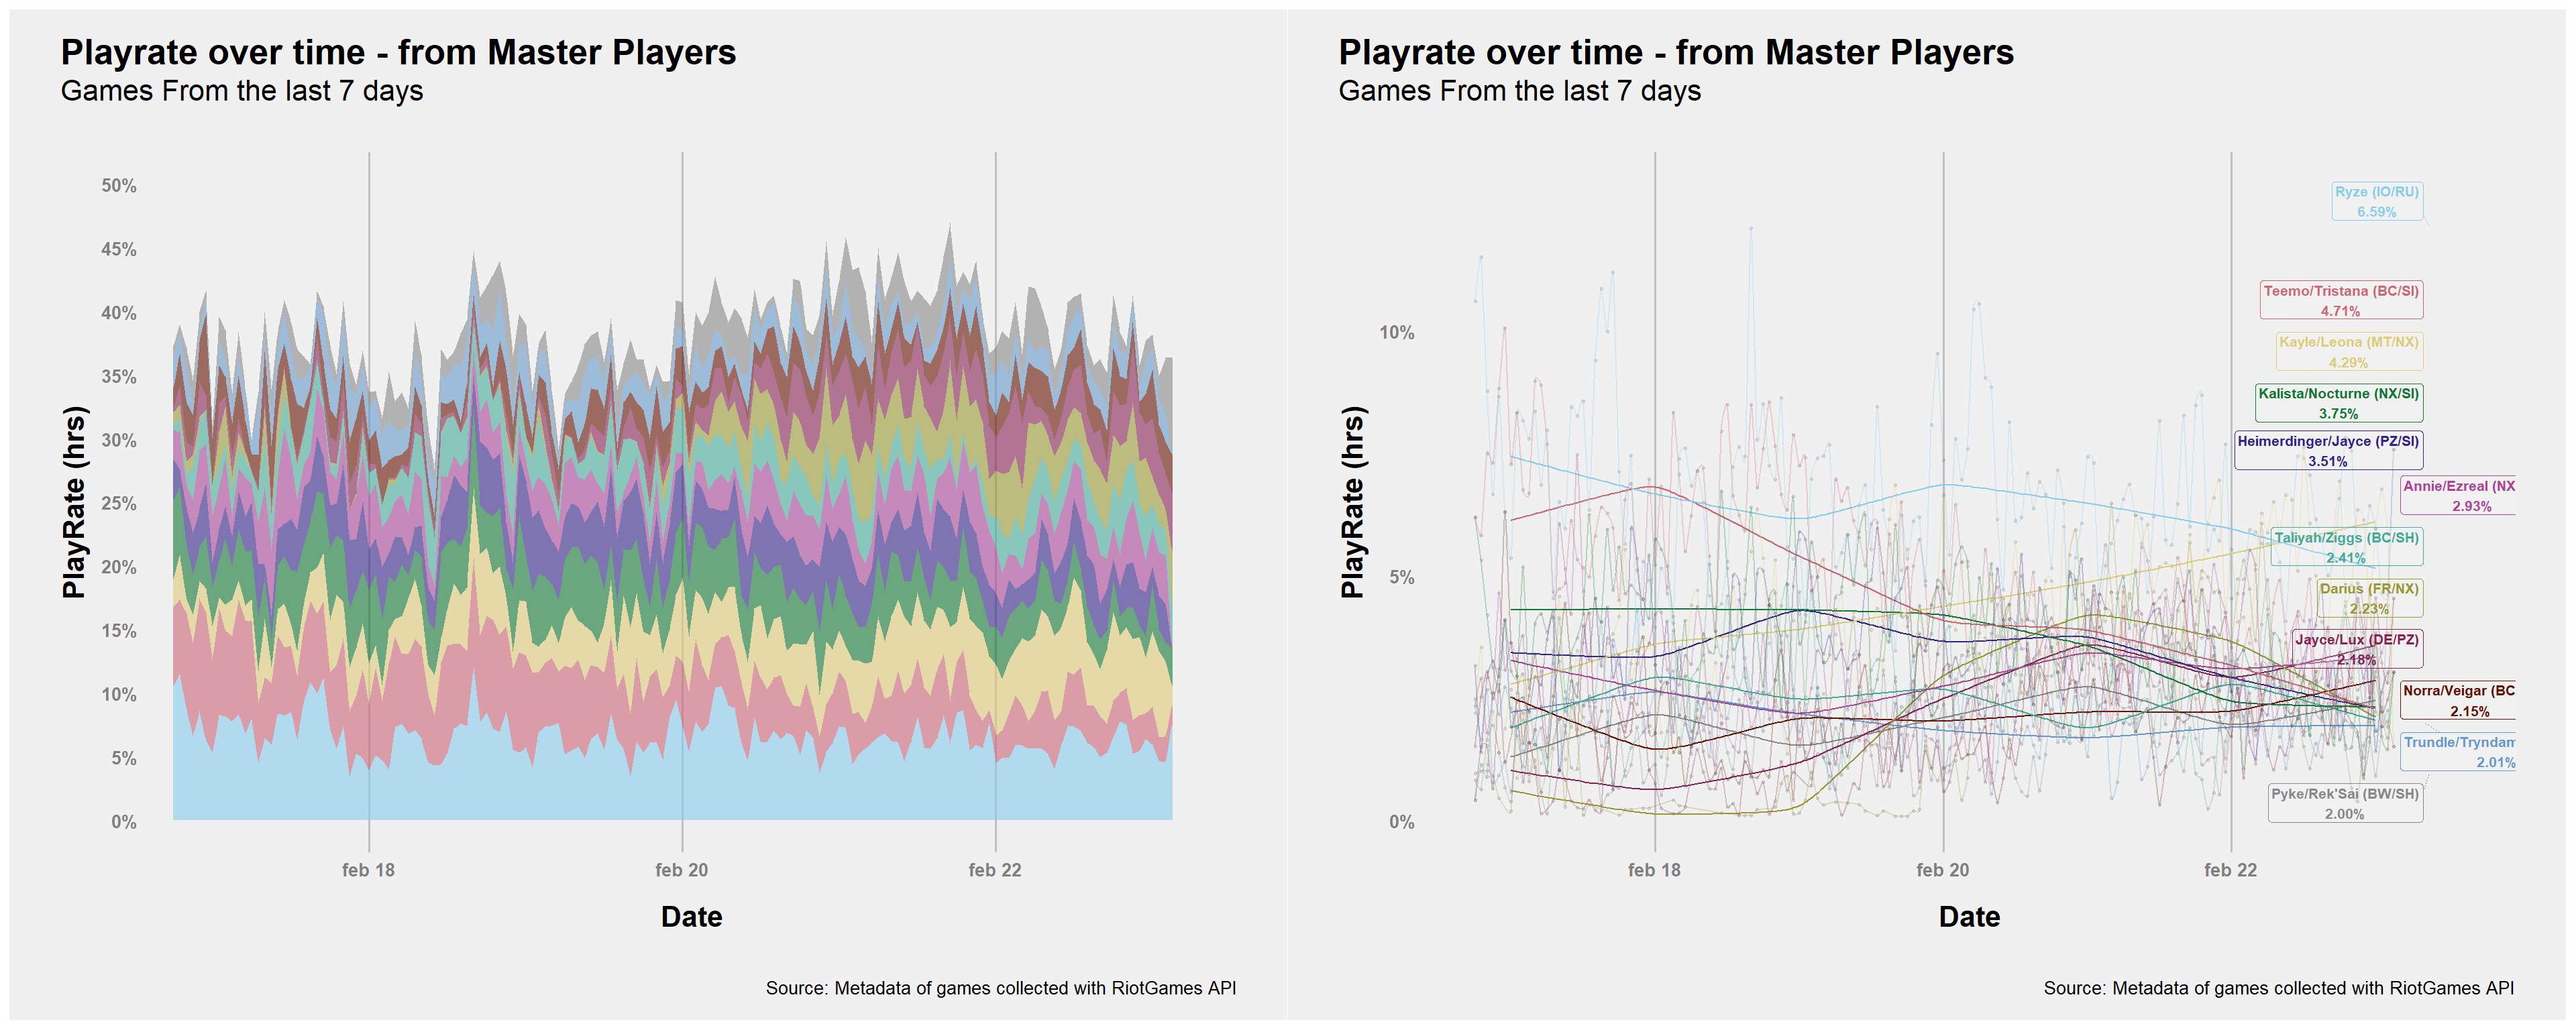 Playrate over time - from Master Players
Games From the last 7 days
PlayRate (hrs)
50%
45%
40%
35%
30%
25%
20%
15%
10%
5%
0%
feb 18
feb 20
feb 22
Date
Source: Metadata of games collected with RiotGames API
Playrate over time - from Master Players
Games From the last 7 days
PlayRate (hrs)
10%
5%
0%
Ryze (IO/RU)
6.59%
Teemo/Tristana (BC/SI)
4.71%
Kayle/Leona (MT/NX)
4.29%
Kalista/Nocturne (NX/SI)
3.75%
Heimerdinger/Jayce (PZ/SI)
3.51%
Annie/Ezreal (NX
2.93%
Taliyah/Ziggs (BC/SH)
2.41%
Darius (FR/NX)
2.23%
Jayce/Lux (DE/PZ)
2.18%
Norra/Veigar (BC
2.15%
Trundle/Tryndam
2.01%
Pyke/Rek'Sai (BW/SH)
2.00%
feb 18
feb 20
feb 22
Date
Source: Metadata of games collected with RiotGames API